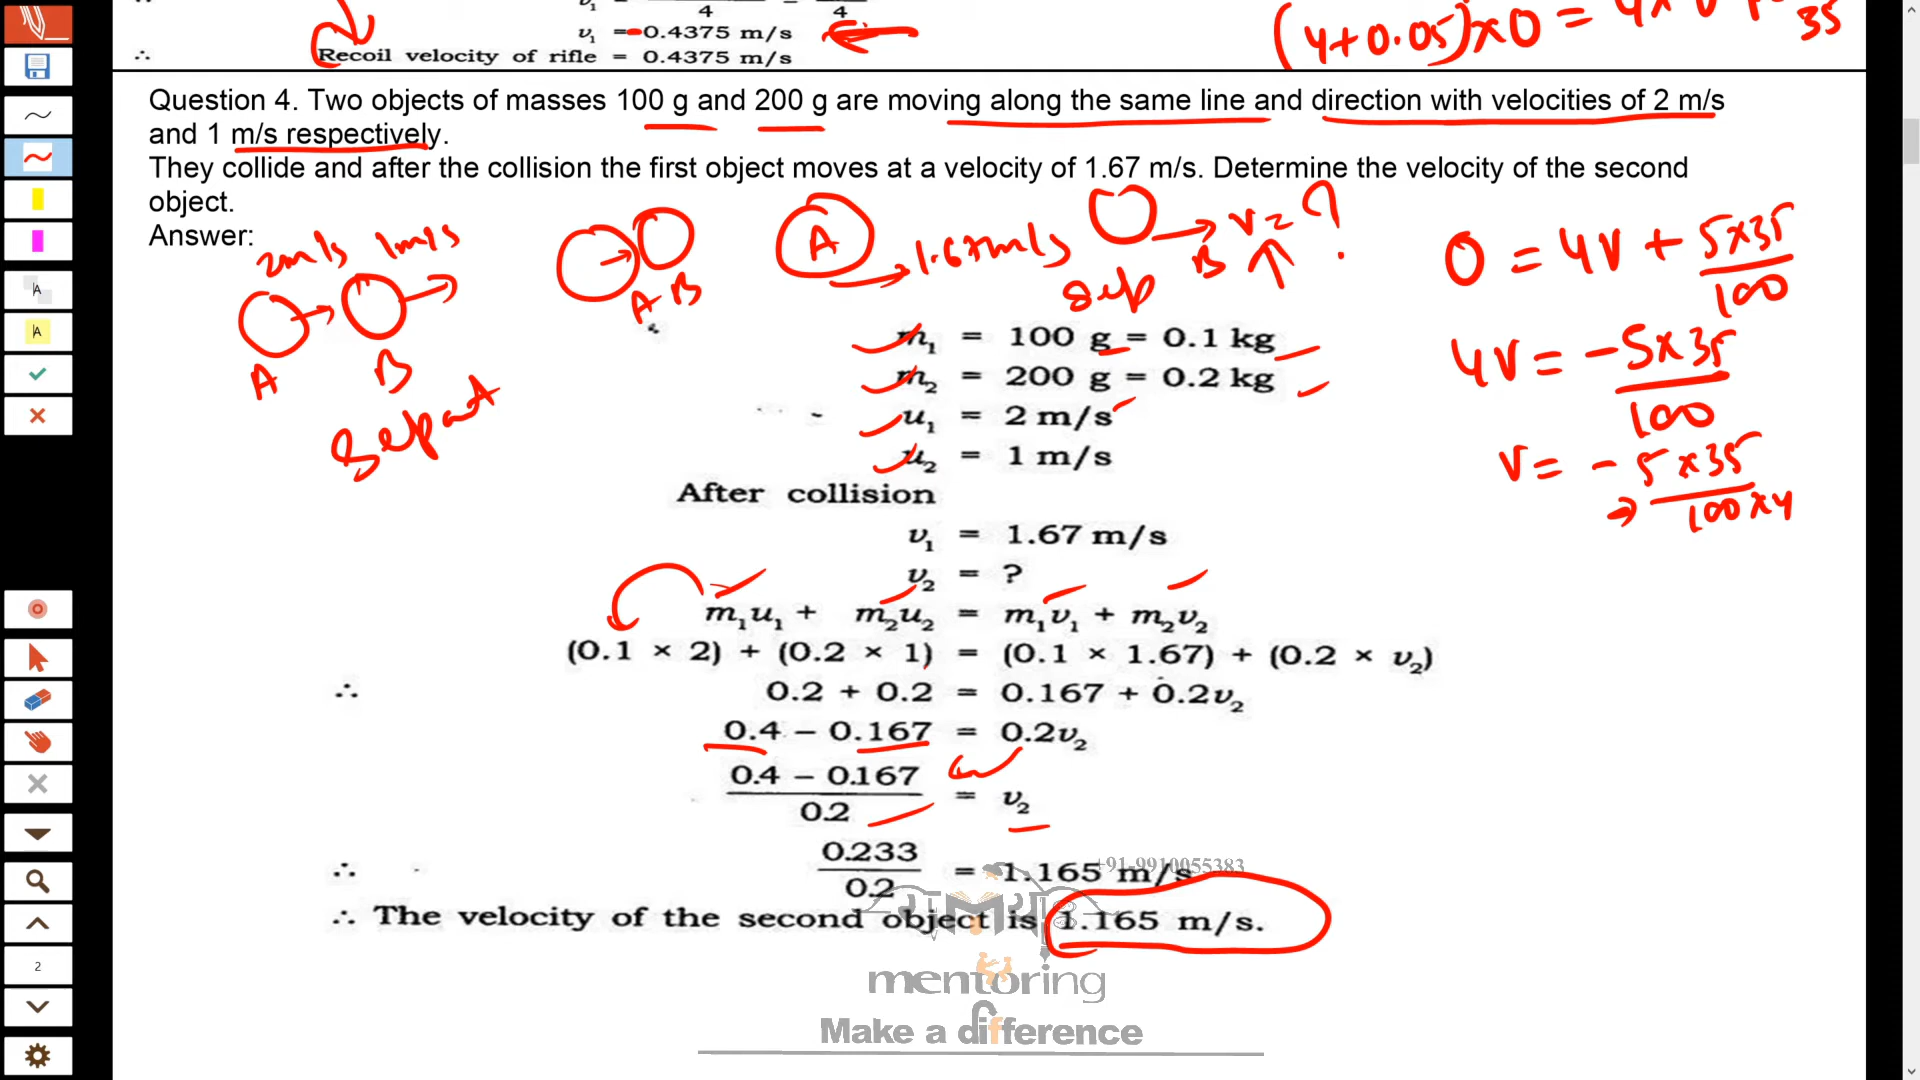 4 4
v₁ = -0.4375 m/s
∴ Recoil velocity of rifle = 0.4375 m/s
(4+0.05)×0 = 4×
35
Question 4. Two objects of masses 100 g and 200 g are moving along the same line and direction with velocities of 2 m/s
and 1 m/s respectively.
They collide and after the collision the first object moves at a velocity of 1.67 m/s. Determine the velocity of the second
object.
Answer:
2m/s 1m/s
A B
Separat
A B
A 1.67m/s
B v = ?
Sep
0 = 4v + 5×35/100
4v = -5×35/100
v = -5×35/100×4
m₁ = 100 g = 0.1 kg
m₂ = 200 g = 0.2 kg
u₁ = 2 m/s
u₂ = 1 m/s
After collision
v₁ = 1.67 m/s
v₂ = ?
m₁u₁ + m₂u₂ = m₁v₁ + m₂v₂
(0.1 × 2) + (0.2 × 1) = (0.1 × 1.67) + (0.2 × v₂)
∴ 0.2 + 0.2 = 0.167 + 0.2v₂
0.4 – 0.167 = 0.2v₂
0.4 – 0.167
0.2
= v₂
∴ 0.233
0.2
= 1.165 m/s
+91-9910055383
∴ The velocity of the second object is 1.165 m/s.
mentoring
Make a difference
2